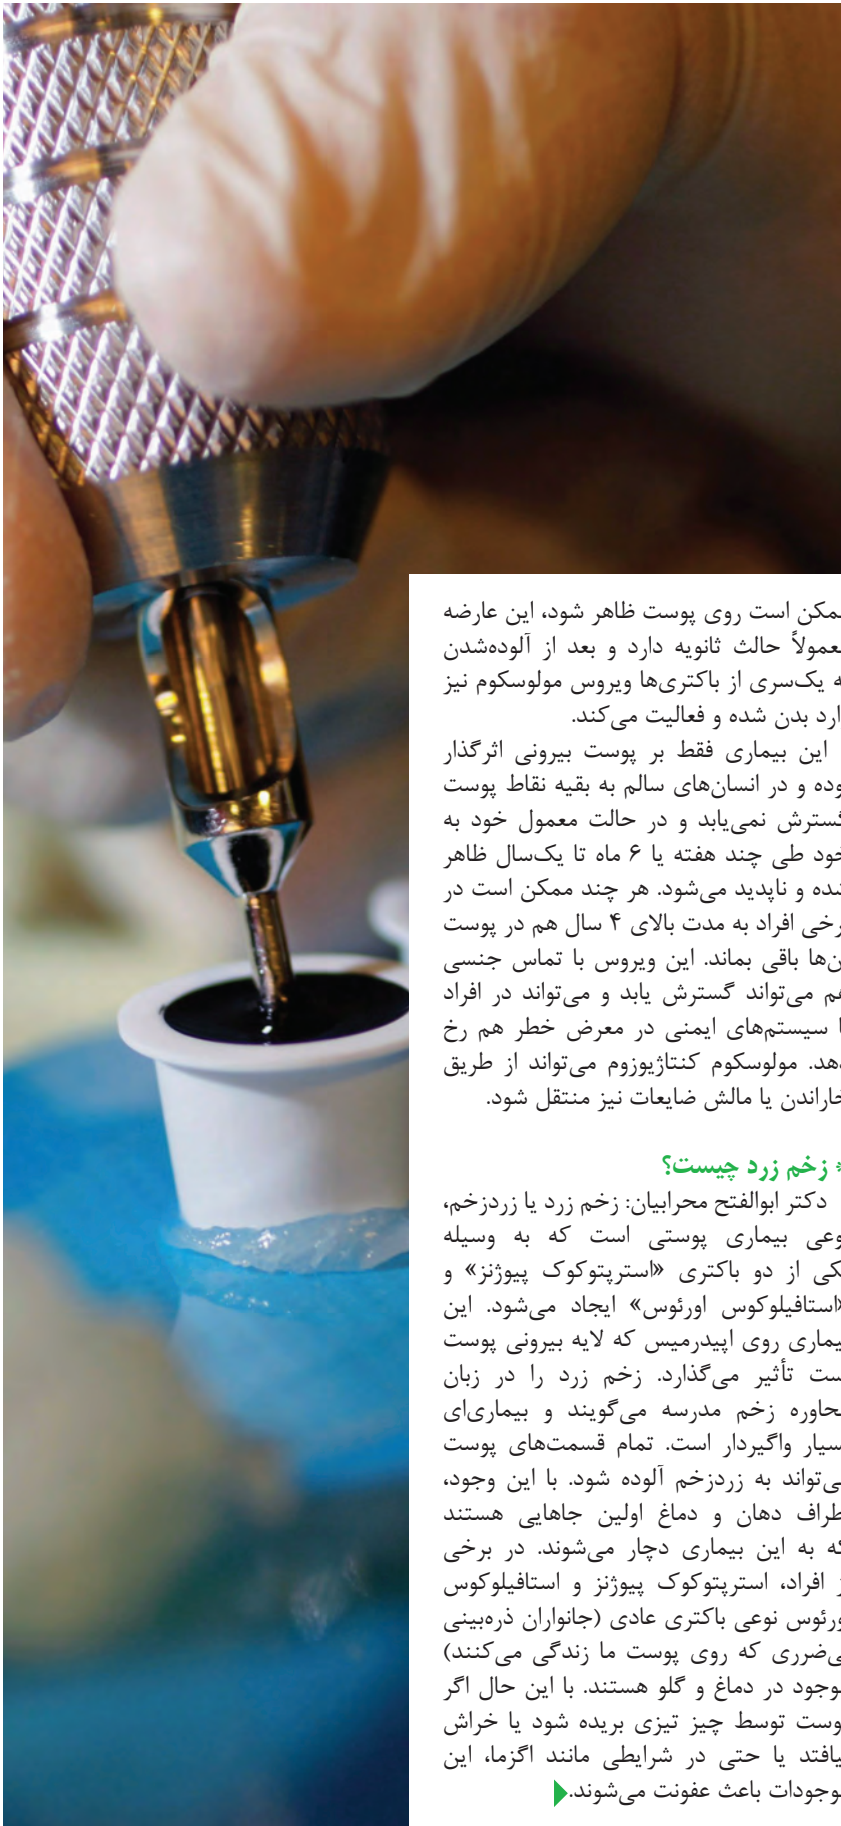 ممکن است روی پوست ظاهر شود، این عارضه
معمولاً حالث ثانویه دارد و بعد از آلوده‌شدن
به یک‌سری از باکتری‌ها ویروس مولوسکوم نیز
وارد بدن شده و فعالیت می‌کند.
این بیماری فقط بر پوست بیرونی اثرگذار
بوده و در انسان‌های سالم به بقیه نقاط پوست
گسترش نمی‌یابد و در حالت معمول خود به
خود طی چند هفته یا ۶ ماه تا یک‌سال ظاهر
شده و ناپدید می‌شود. هر چند ممکن است در
برخی افراد به مدت بالای ۴ سال هم در پوست
آن‌ها باقی بماند. این ویروس با تماس جنسی
هم می‌تواند گسترش یابد و می‌تواند در افراد
با سیستم‌های ایمنی در معرض خطر هم رخ
دهد. مولوسکوم کنتاژیوزوم می‌تواند از طریق
خاراندن یا مالش ضایعات نیز منتقل شود.
* زخم زرد چیست؟
دکتر ابوالفتح محرابیان: زخم زرد یا زردزخم،
نوعی بیماری پوستی است که به وسیله
یکی از دو باکتری «استرپتوکوک پیوژنز» و
«استافیلوکوس اورئوس» ایجاد می‌شود. این
بیماری روی اپیدرمیس که لایه بیرونی پوست
است تأثیر می‌گذارد. زخم زرد را در زبان
محاوره زخم مدرسه می‌گویند و بیماری‌ای
بسیار واگیردار است. تمام قسمت‌های پوست
می‌تواند به زردزخم آلوده شود. با این وجود،
اطراف دهان و دماغ اولین جاهایی هستند
که به این بیماری دچار می‌شوند. در برخی
از افراد، استرپتوکوک پیوژنز و استافیلوکوس
اورئوس نوعی باکتری عادی (جانواران ذره‌بینی
بی‌ضرری که روی پوست ما زندگی می‌کنند)
موجود در دماغ و گلو هستند. با این حال اگر
پوست توسط چیز تیزی بریده شود یا خراش
بیافتد یا حتی در شرایطی مانند اگزما، این
موجودات باعث عفونت می‌شوند.